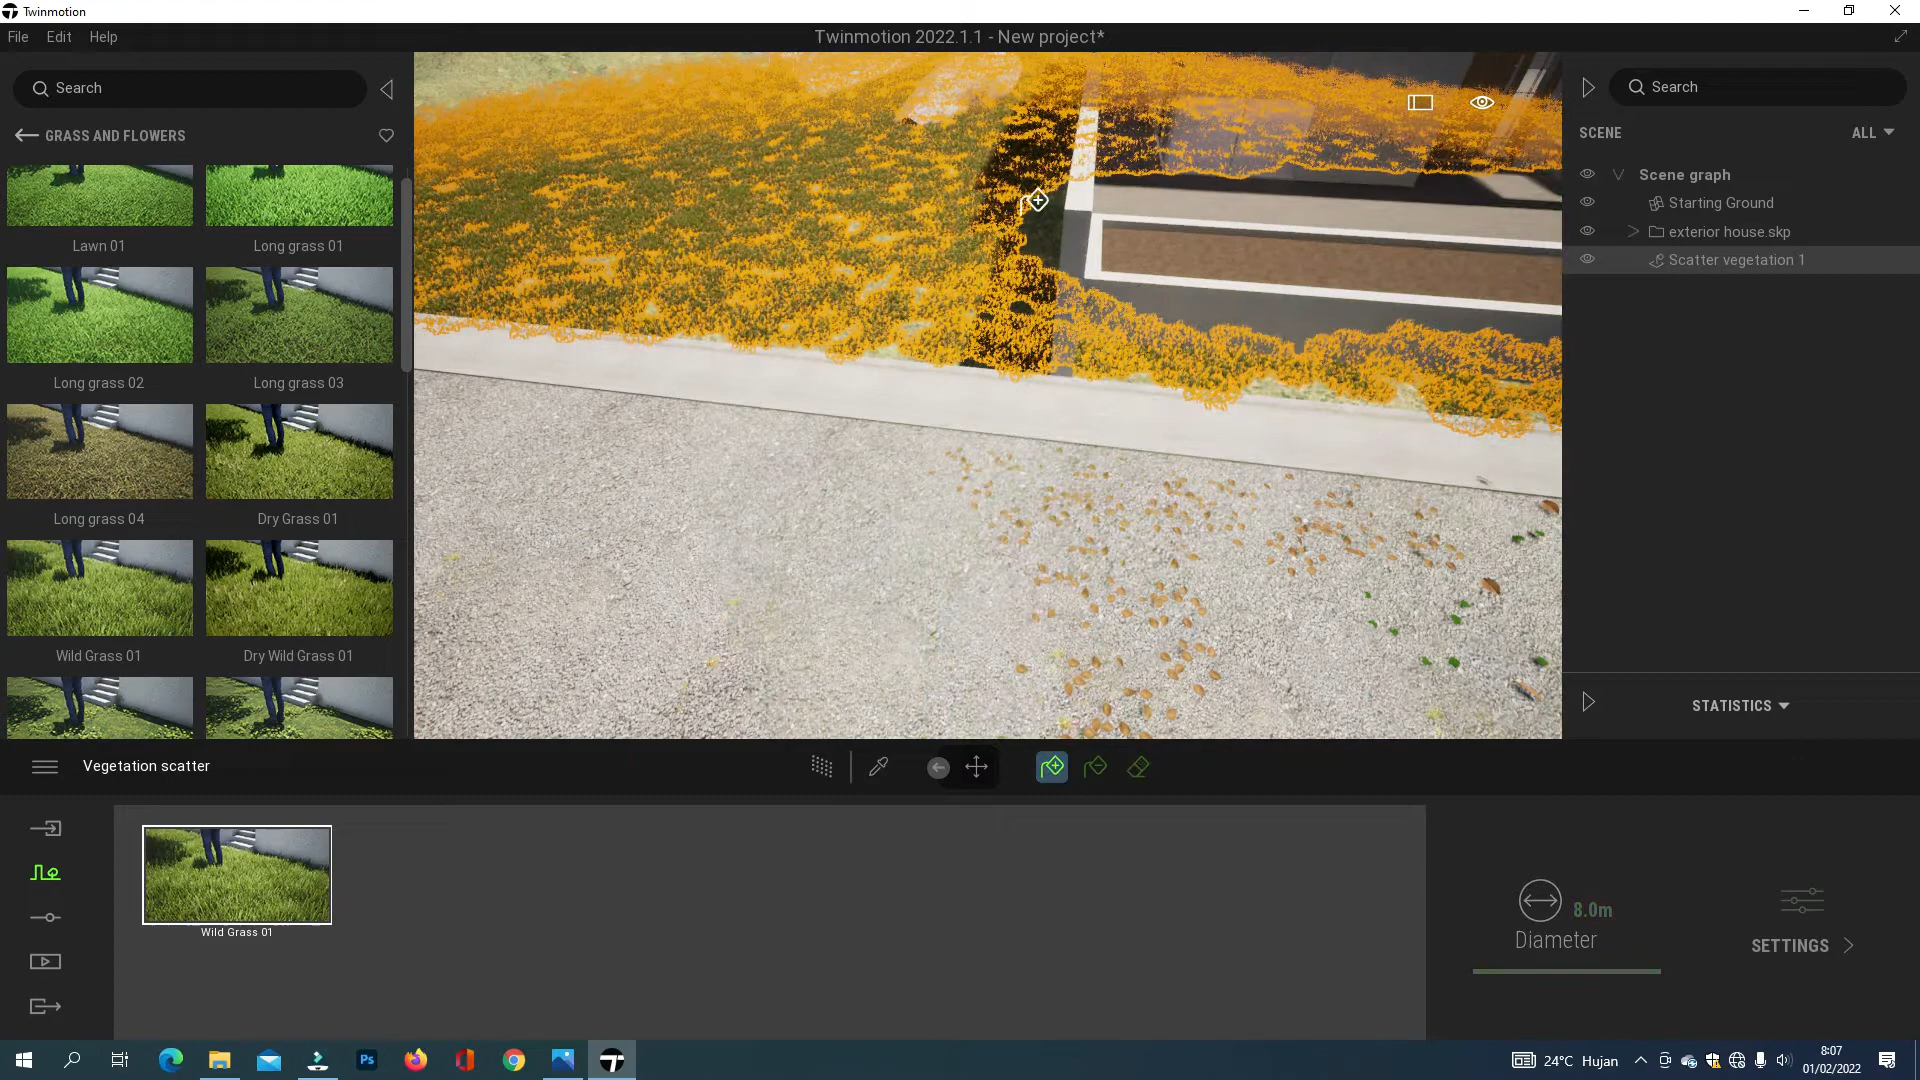 Twinmotion
File Edit Help
Twinmotion 2022.1.1 - New project*
Search
GRASS AND FLOWERS
Lawn 01
Long grass 01
Long grass 02
Long grass 03
Long grass 04
Dry Grass 01
Wild Grass 01
Dry Wild Grass 01
Search
SCENE
ALL
Scene graph
Starting Ground
exterior house.skp
Scatter vegetation 1
STATISTICS
Vegetation scatter
Wild Grass 01
8.0m
Diameter
SETTINGS
Ps
24°C Hujan
8:07
01/02/2022